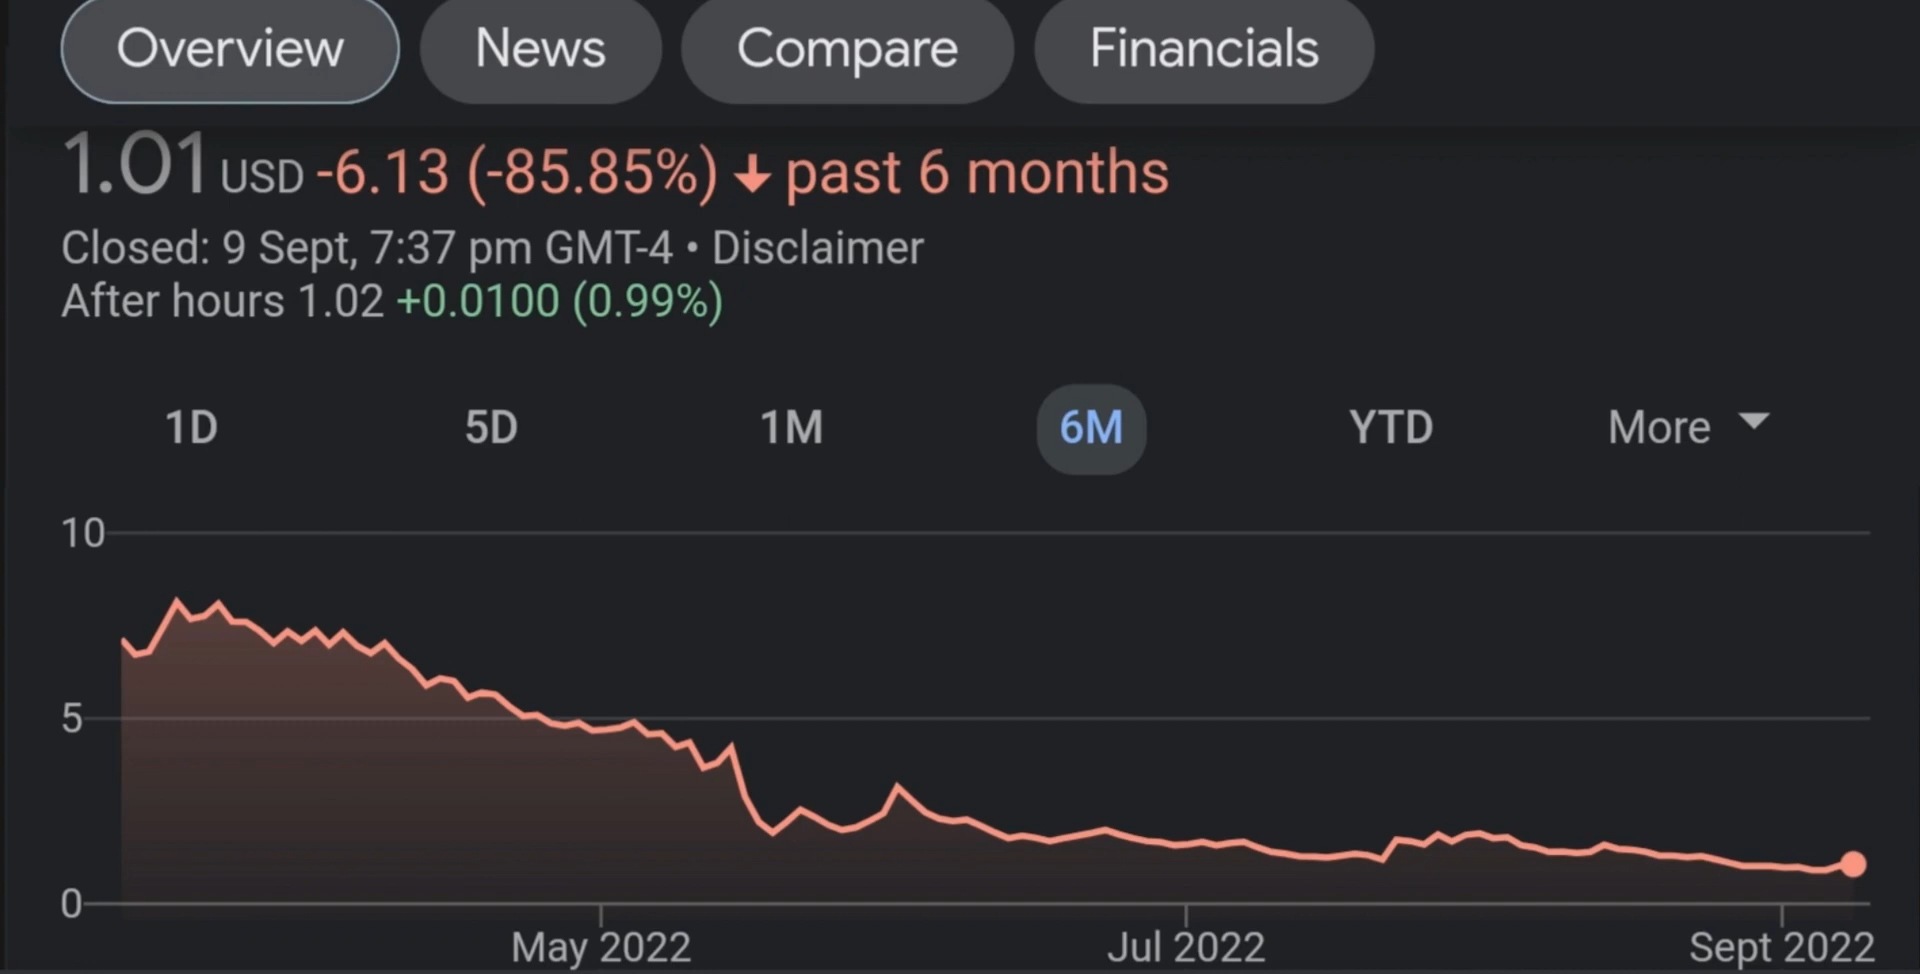 Overview News Compare Financials
1.01 USD -6.13 (-85.85%) ↓ past 6 months
Closed: 9 Sept, 7:37 pm GMT-4 • Disclaimer
After hours 1.02 +0.0100 (0.99%)
1D 5D 1M 6M YTD More
10
5
0
May 2022 Jul 2022 Sept 2022